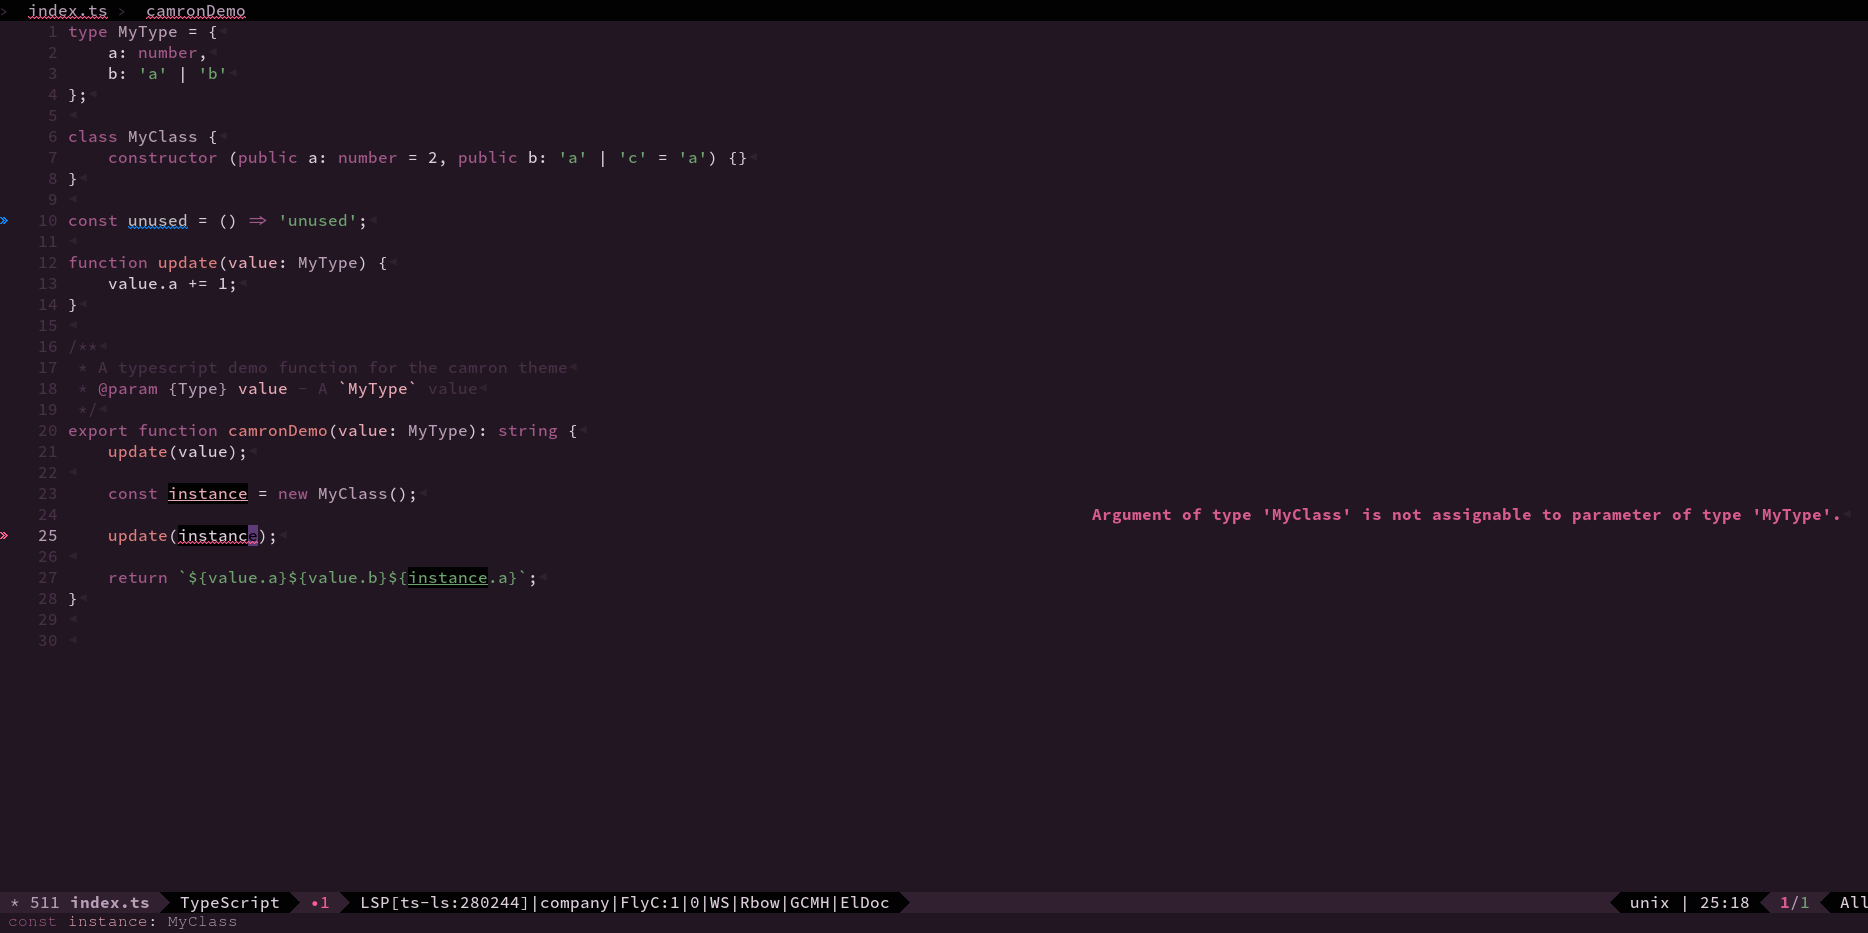 > index.ts > camronDemo
1 type MyType = {
2     a: number,
3     b: 'a' | 'b'
4 };
5
6 class MyClass {
7     constructor (public a: number = 2, public b: 'a' | 'c' = 'a') {}
8 }
9
» 10 const unused = () => 'unused';
11
12 function update(value: MyType) {
13     value.a += 1;
14 }
15
16 /**
17  * A typescript demo function for the camron theme
18  * @param {Type} value - A `MyType` value
19  */
20 export function camronDemo(value: MyType): string {
21     update(value);
22
23     const instance = new MyClass();
24 Argument of type 'MyClass' is not assignable to parameter of type 'MyType'.
» 25     update(instance);
26
27     return `${value.a}${value.b}${instance.a}`;
28 }
29
30
* 511 index.ts TypeScript •1 LSP[ts-ls:280244]|company|FlyC:1|0|WS|Rbow|GCMH|ElDoc unix | 25:18 1/1 All
const instance: MyClass